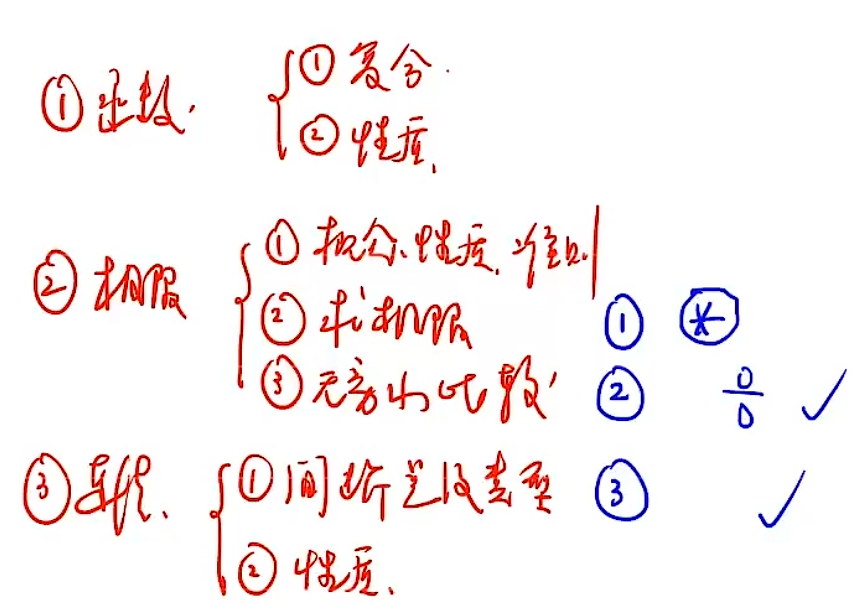 ① 函数. ① 复合.
② 性质.
② 极限 ① 概念.性质.准则
② 求极限 ① *
③ 无穷小比较. ② 0/0 ✓
③ 连续. ① 间断点及类型 ③ ✓
② 性质.